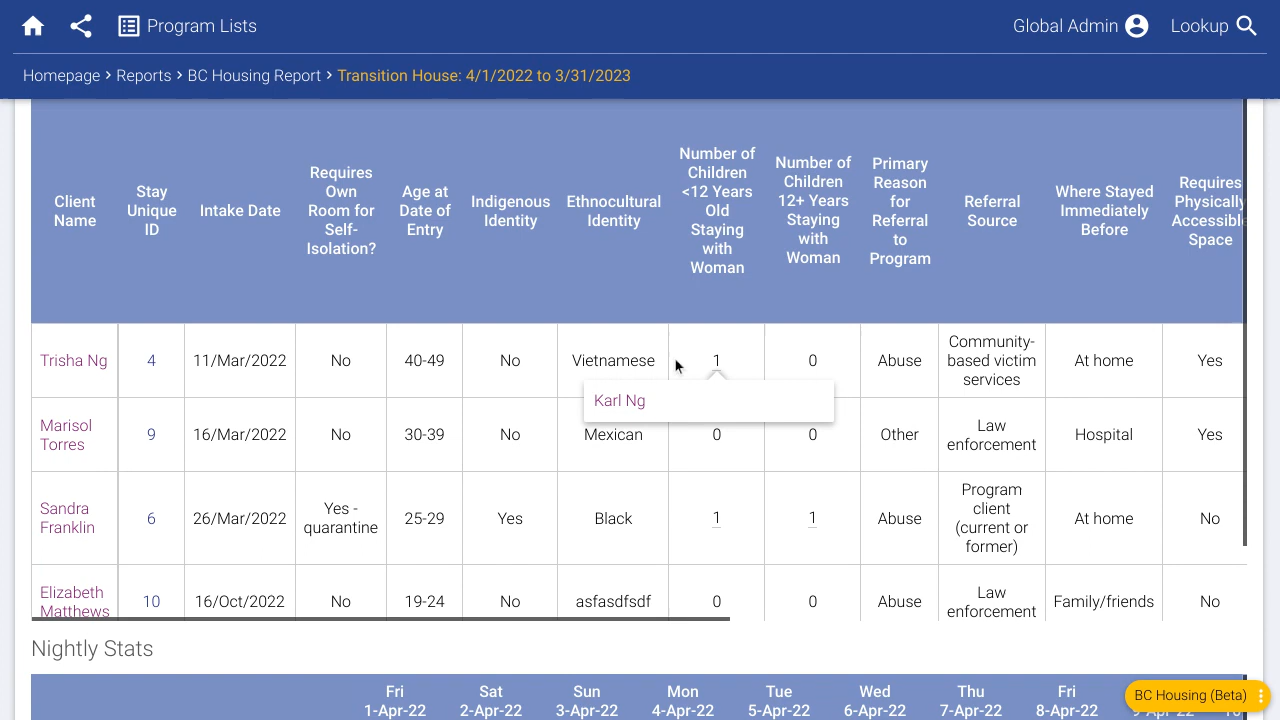 Program Lists
Global Admin
Lookup
Homepage › Reports › BC Housing Report › Transition House: 4/1/2022 to 3/31/2023
Client
Name
Stay
Unique
ID
Intake Date
Requires
Own
Room for
Self-
Isolation?
Age at
Date of
Entry
Indigenous
Identity
Ethnocultural
Identity
Number of
Children
<12 Years
Old
Staying
with
Woman
Number of
Children
12+ Years
Staying
with
Woman
Primary
Reason
for
Referral
to
Program
Referral
Source
Where Stayed
Immediately
Before
Requires
Physically
Accessible
Space
Trisha Ng
4
11/Mar/2022
No
40-49
No
Vietnamese
1
0
Abuse
Community-
based victim
services
At home
Yes
Karl Ng
Marisol
Torres
9
16/Mar/2022
No
30-39
No
Mexican
0
0
Other
Law
enforcement
Hospital
Yes
Sandra
Franklin
6
26/Mar/2022
Yes -
quarantine
25-29
Yes
Black
1
1
Abuse
Program
client
(current or
former)
At home
No
Elizabeth
Matthews
10
16/Oct/2022
No
19-24
No
asfasdfsdf
0
0
Abuse
Law
enforcement
Family/friends
No
Nightly Stats
Fri
1-Apr-22
Sat
2-Apr-22
Sun
3-Apr-22
Mon
4-Apr-22
Tue
5-Apr-22
Wed
6-Apr-22
Thu
7-Apr-22
Fri
8-Apr-22
BC Housing (Beta)